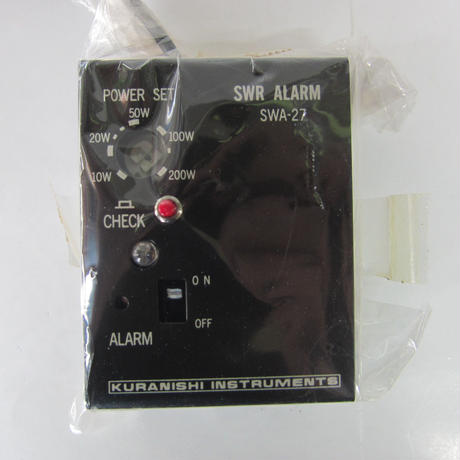 POWER SET
SWR ALARM
50W
SWA-27
20W
100W
10W
200W
CHECK
ON
OFF
ALARM
KURANISHI INSTRUMENTS